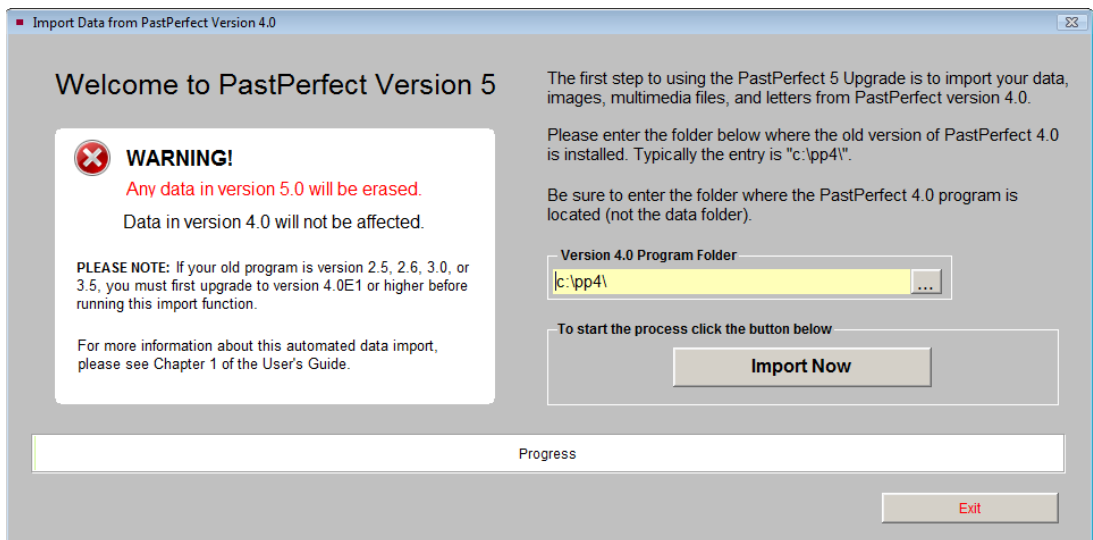 Import Data from PastPerfect Version 4.0
Welcome to PastPerfect Version 5
WARNING!
Any data in version 5.0 will be erased.
Data in version 4.0 will not be affected.
PLEASE NOTE: If your old program is version 2.5, 2.6, 3.0, or
3.5, you must first upgrade to version 4.0E1 or higher before
running this import function.
For more information about this automated data import,
please see Chapter 1 of the User's Guide.
The first step to using the PastPerfect 5 Upgrade is to import your data,
images, multimedia files, and letters from PastPerfect version 4.0.
Please enter the folder below where the old version of PastPerfect 4.0
is installed. Typically the entry is "c:\pp4\".
Be sure to enter the folder where the PastPerfect 4.0 program is
located (not the data folder).
Version 4.0 Program Folder
c:\pp4\
...
To start the process click the button below
Import Now
Progress
Exit